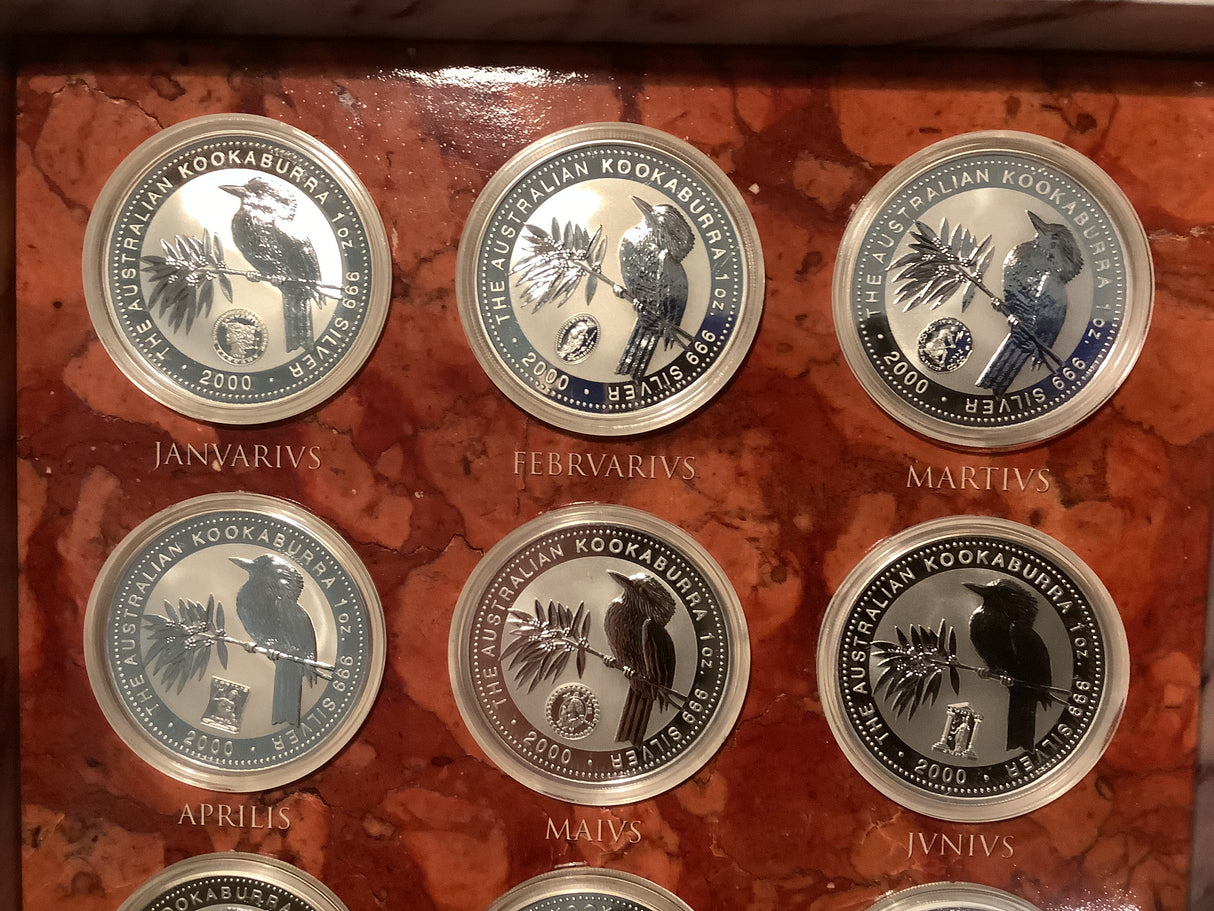 THE AUSTRALIAN KOOKABURRA 1 OZ. 999 SILVER
· 2000 ·
THE AUSTRALIAN KOOKABURRA 1 OZ. 999 SILVER
· 2000 ·
THE AUSTRALIAN KOOKABURRA 1 OZ. 999 SILVER
· 2000 ·
JANVARIVS
FEBRVARIVS
MARTIVS
THE AUSTRALIAN KOOKABURRA 1 OZ. 999 SILVER
· 2000 ·
THE AUSTRALIAN KOOKABURRA 1 OZ. 999 SILVER
· 2000 ·
THE AUSTRALIAN KOOKABURRA 1 OZ. 999 SILVER
· 2000 ·
APRILIS
MAIVS
JVNIVS
KOOKABURRA